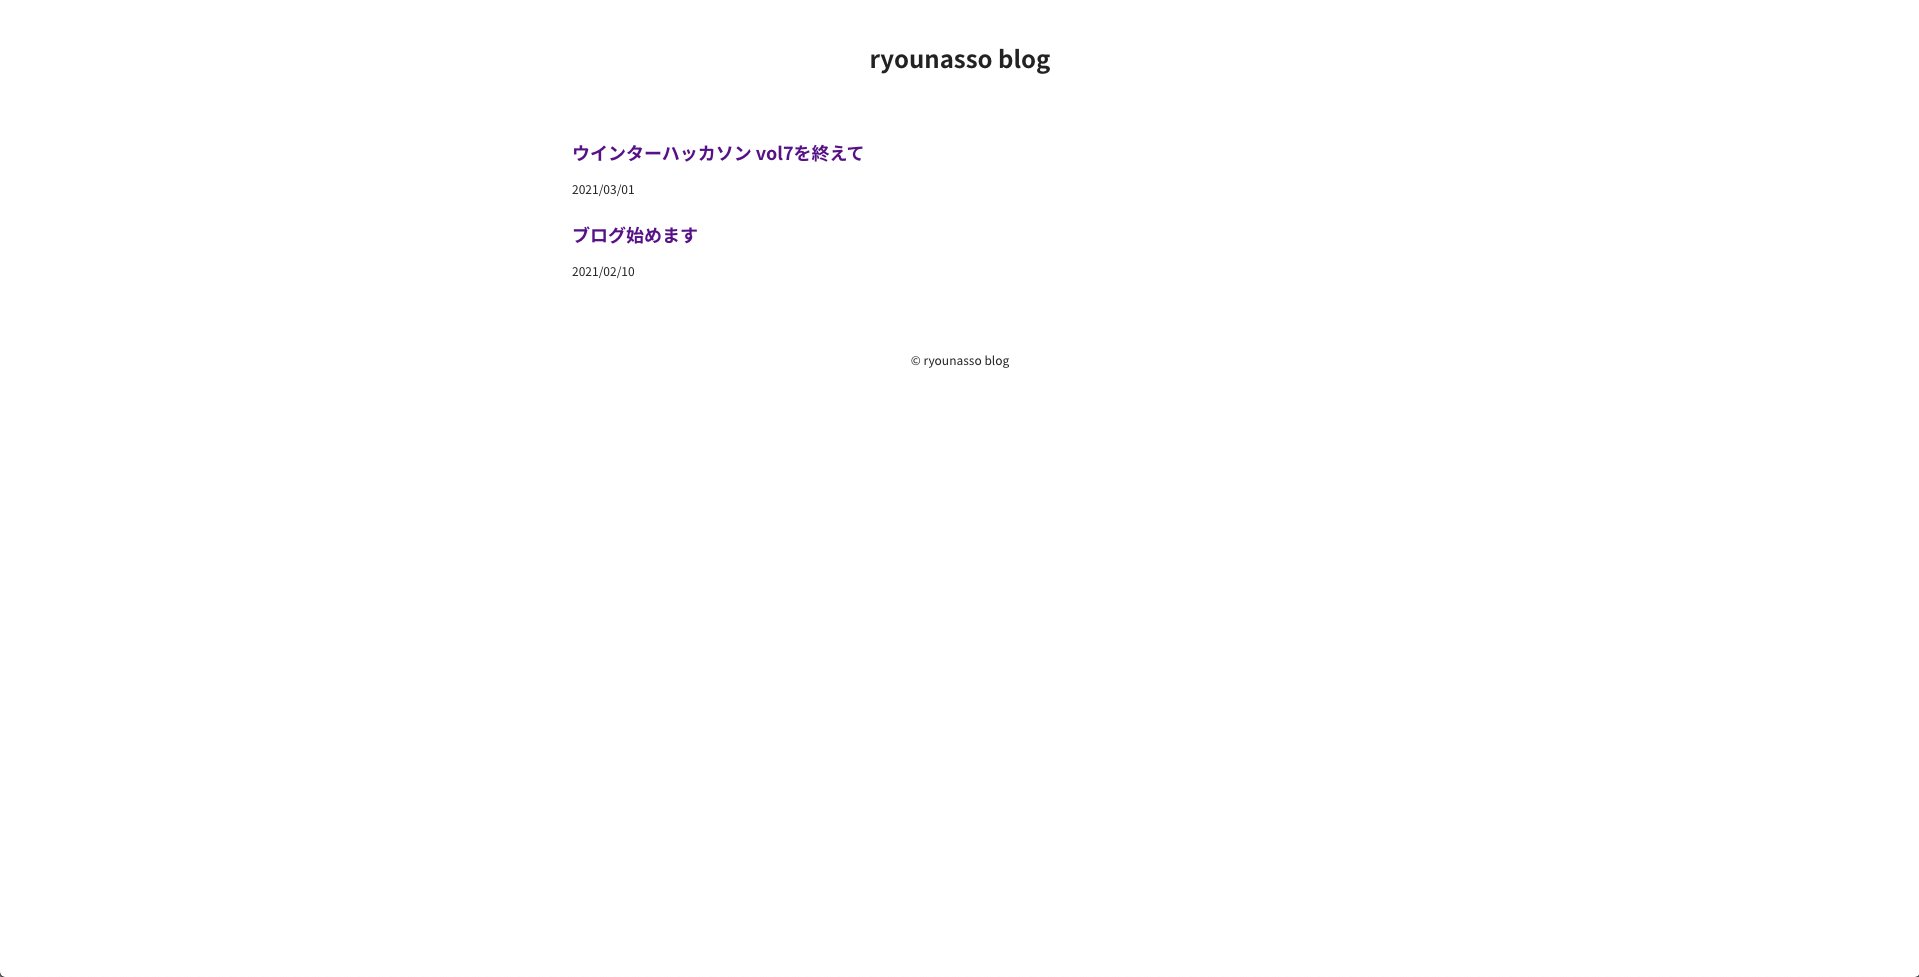 ryounasso blog
ウインターハッカソン vol7を終えて
2021/03/01
ブログ始めます
2021/02/10
© ryounasso blog